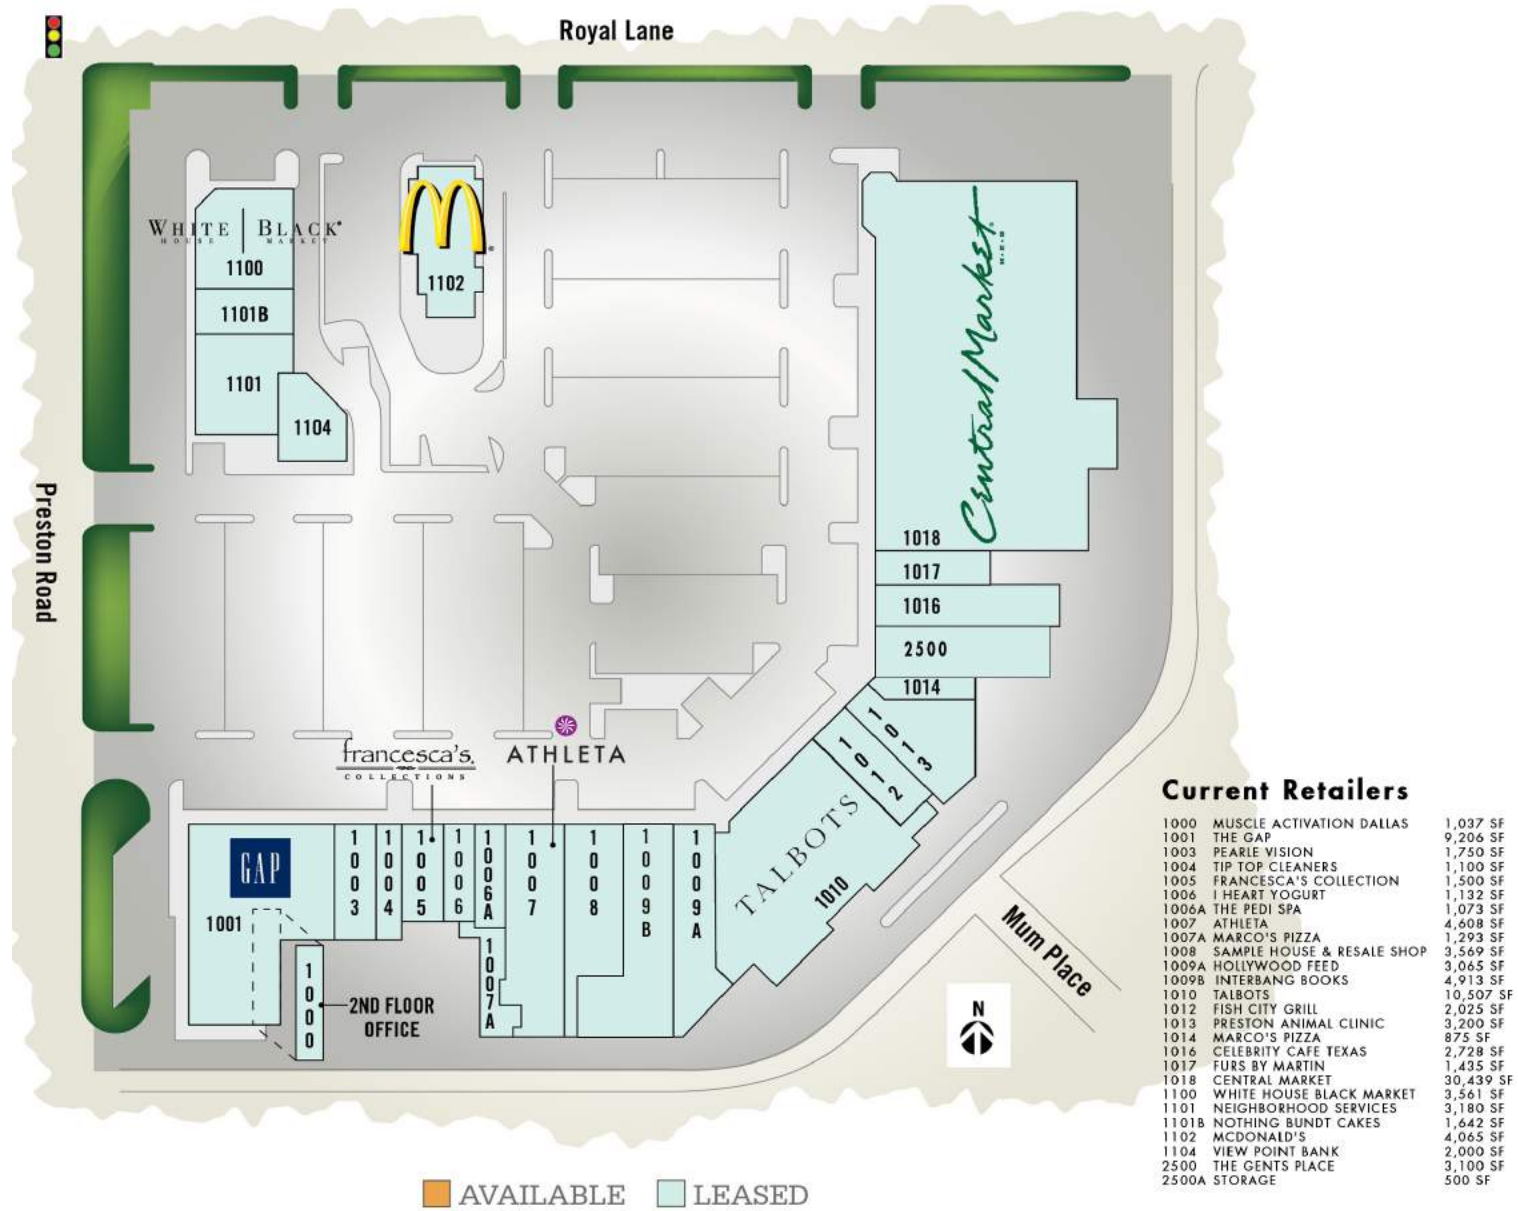 Royal Lane
WHITE BLACK
HOUSE MARKET
1100
1101B
1101
1104
1102
Central Market
H-E-B
1018
1017
1016
2500
1014
1013
1012
Preston Road
francesca's
COLLECTIONS
ATHLETA
TALBOTS
1010
GAP
1001
1003
1004
1005
1006
1006A
1007
1008
1009B
1009A
1007A
1000
2ND FLOOR
OFFICE
Mum Place
N
Current Retailers
1000 MUSCLE ACTIVATION DALLAS 1,037 SF
1001 THE GAP 9,206 SF
1003 PEARLE VISION 1,750 SF
1004 TIP TOP CLEANERS 1,100 SF
1005 FRANCESCA'S COLLECTION 1,500 SF
1006 I HEART YOGURT 1,132 SF
1006A THE PEDI SPA 1,073 SF
1007 ATHLETA 4,608 SF
1007A MARCO'S PIZZA 1,293 SF
1008 SAMPLE HOUSE & RESALE SHOP 3,569 SF
1009A HOLLYWOOD FEED 3,065 SF
1009B INTERBANG BOOKS 4,913 SF
1010 TALBOTS 10,507 SF
1012 FISH CITY GRILL 2,025 SF
1013 PRESTON ANIMAL CLINIC 3,200 SF
1014 MARCO'S PIZZA 875 SF
1016 CELEBRITY CAFE TEXAS 2,728 SF
1017 FURS BY MARTIN 1,435 SF
1018 CENTRAL MARKET 30,439 SF
1100 WHITE HOUSE BLACK MARKET 3,561 SF
1101 NEIGHBORHOOD SERVICES 3,180 SF
1101B NOTHING BUNDT CAKES 1,642 SF
1102 MCDONALD'S 4,065 SF
1104 VIEW POINT BANK 2,000 SF
2500 THE GENTS PLACE 3,100 SF
2500A STORAGE 500 SF
AVAILABLE LEASED